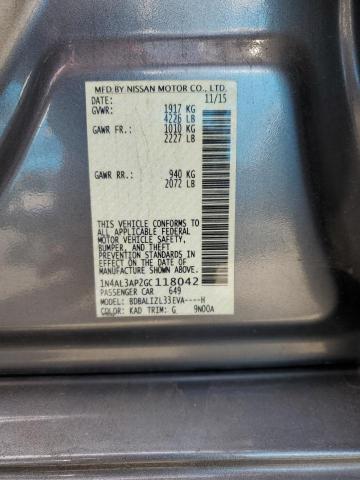 MFD.BY NISSAN MOTOR CO., LTD.
DATE: 11/15
GVWR: 1917 KG
4226 LB
GAWR FR.: 1010 KG
2227 LB
GAWR RR.: 940 KG
2072 LB
THIS VEHICLE CONFORMS TO
ALL APPLICABLE FEDERAL
MOTOR VEHICLE SAFETY,
BUMPER, AND THEFT
PREVENTION STANDARDS IN
EFFECT ON THE DATE OF
MANUFACTURE SHOWN ABOVE.
1N4AL3AP2GC118042
PASSENGER CAR 649
MODEL: BDBALIZL33EVA----H
COLOR: KAD TRIM: G 9N00A